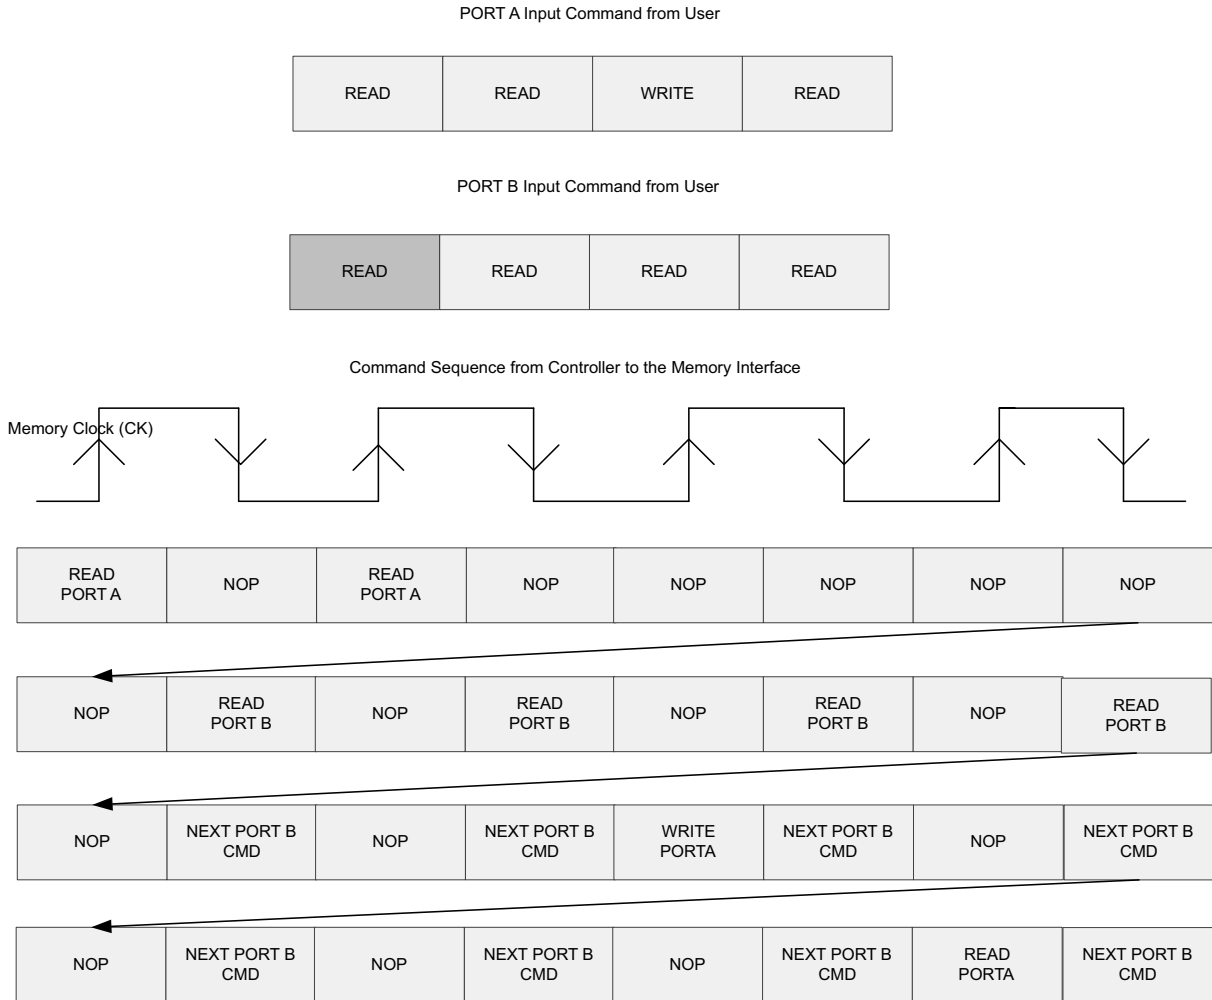 PORT A Input Command from User
READ READ WRITE READ
PORT B Input Command from User
READ READ READ READ
Command Sequence from Controller to the Memory Interface
Memory Clock (CK)
READ
PORT A
NOP
READ
PORT A
NOP
NOP
NOP
NOP
NOP
NOP
READ
PORT B
NOP
READ
PORT B
NOP
READ
PORT B
NOP
READ
PORT B
NOP
NEXT PORT B
CMD
NOP
NEXT PORT B
CMD
WRITE
PORTA
NEXT PORT B
CMD
NOP
NEXT PORT B
CMD
NOP
NEXT PORT B
CMD
NOP
NEXT PORT B
CMD
NOP
NEXT PORT B
CMD
READ
PORTA
NEXT PORT B
CMD